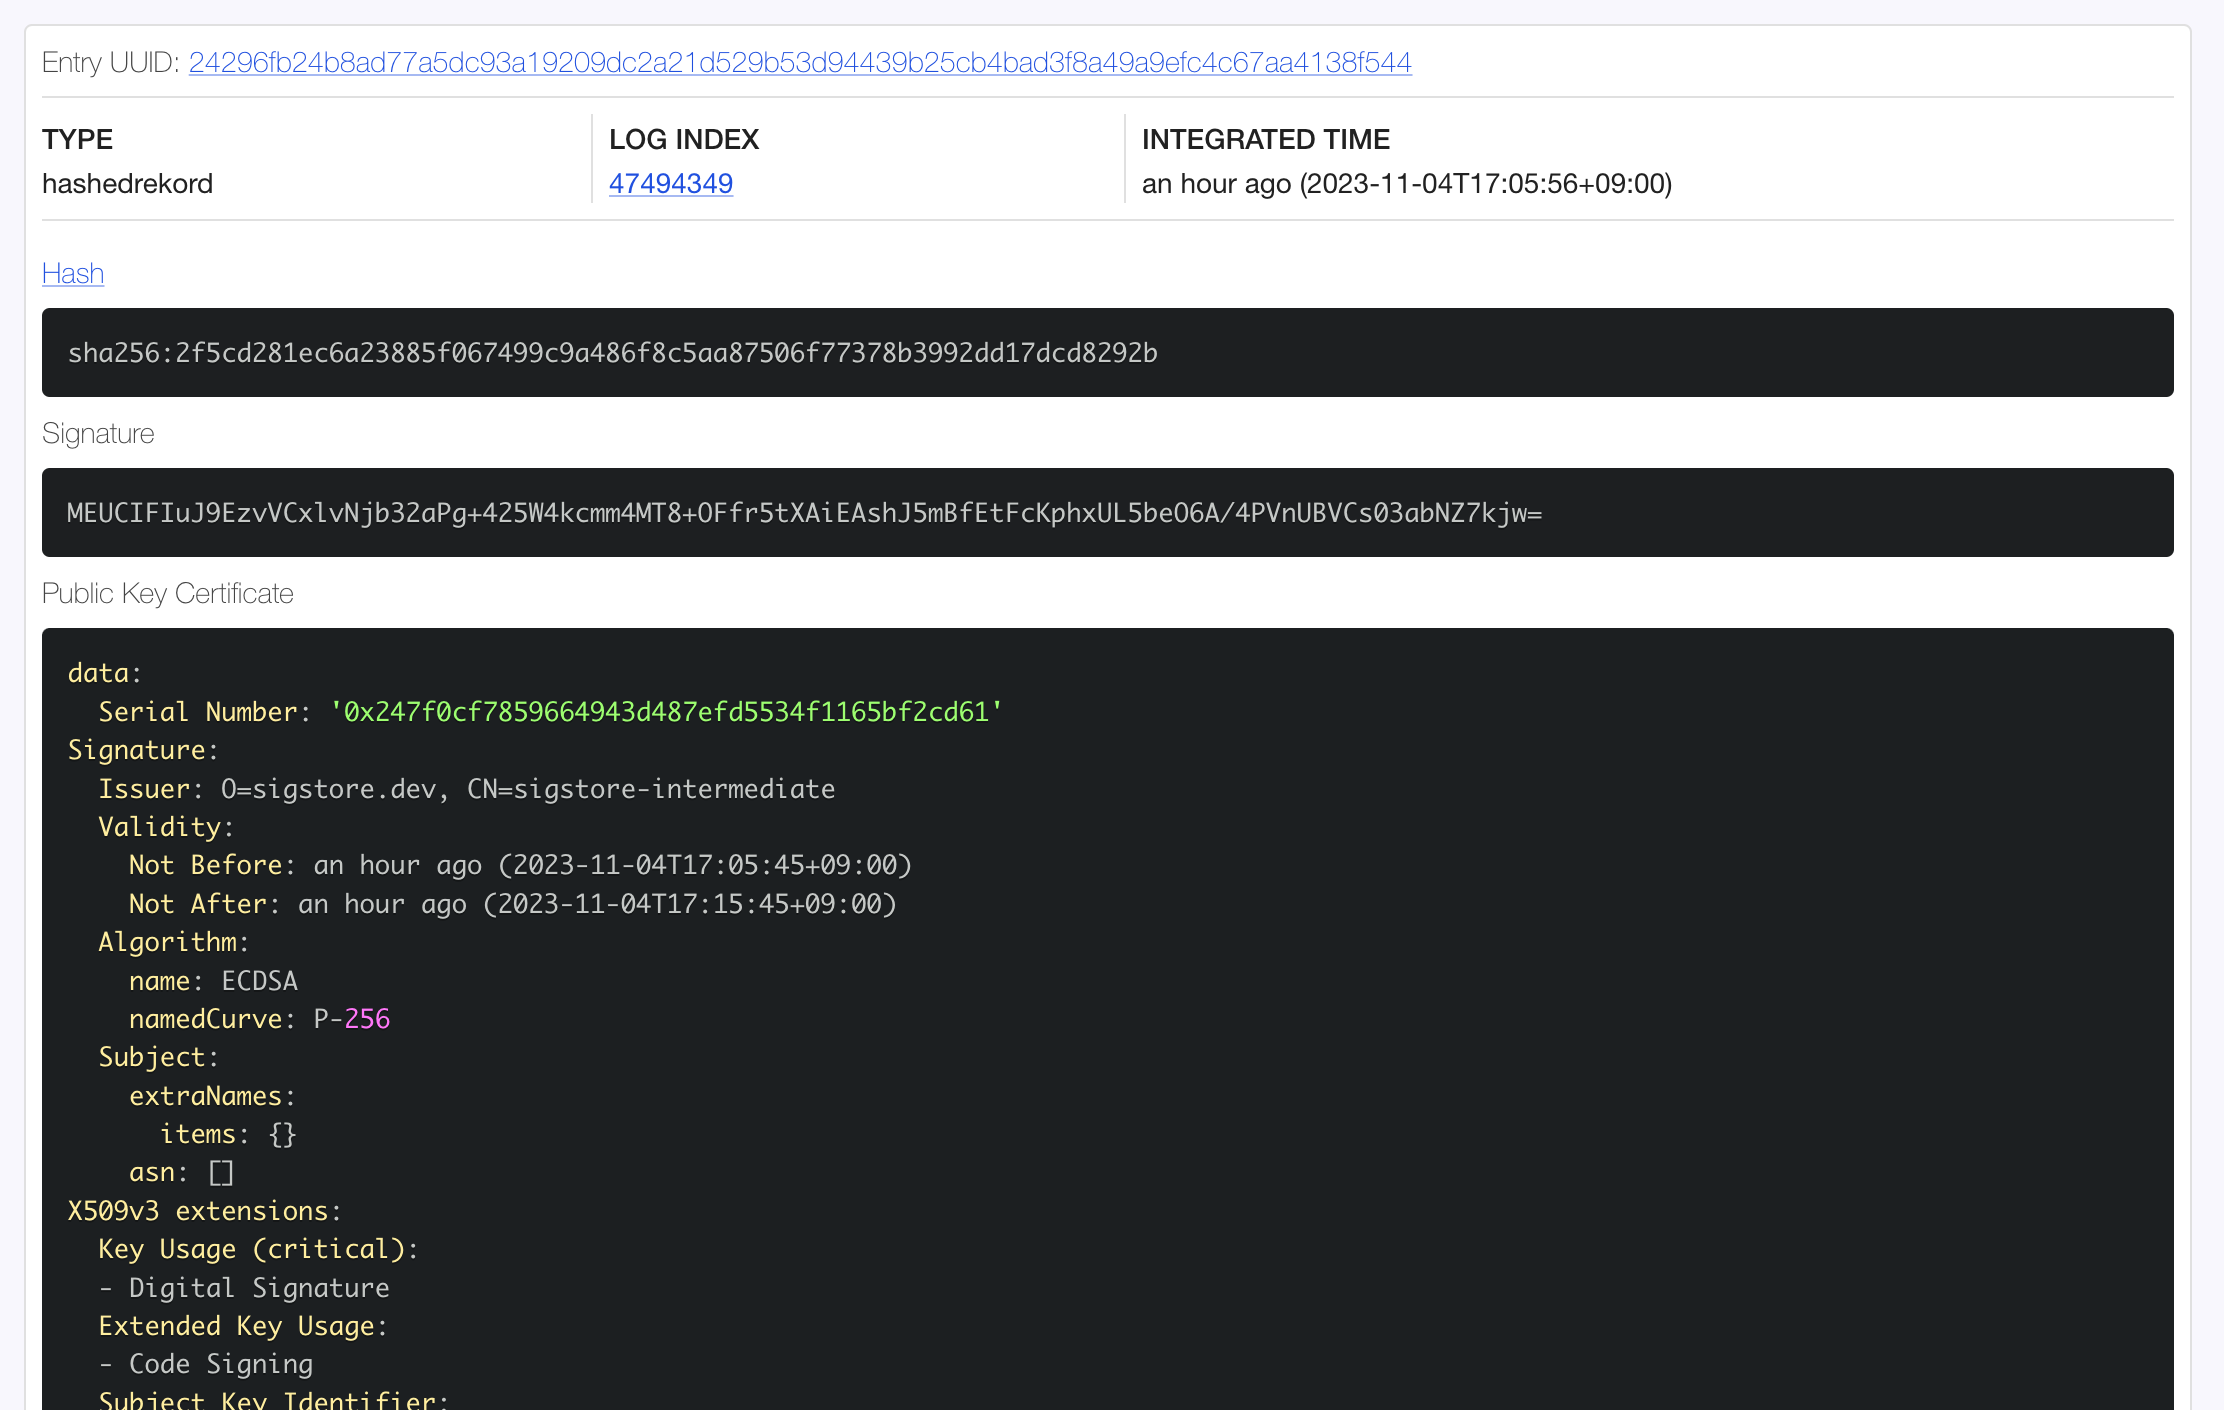 Entry UUID: 24296fb24b8ad77a5dc93a19209dc2a21d529b53d94439b25cb4bad3f8a49a9efc4c67aa4138f544
TYPE
hashedrekord
LOG INDEX
47494349
INTEGRATED TIME
an hour ago (2023-11-04T17:05:56+09:00)
Hash
sha256:2f5cd281ec6a23885f067499c9a486f8c5aa87506f77378b3992dd17dcd8292b
Signature
MEUCIFIuJ9EzvVCxlvNjb32aPg+425W4kcmm4MT8+OFfr5tXAiEAshJ5mBfEtFcKphxUL5beO6A/4PVnUBVCs03abNZ7kjw=
Public Key Certificate
data:
Serial Number: '0x247f0cf7859664943d487efd5534f1165bf2cd61'
Signature:
Issuer: O=sigstore.dev, CN=sigstore-intermediate
Validity:
Not Before: an hour ago (2023-11-04T17:05:45+09:00)
Not After: an hour ago (2023-11-04T17:15:45+09:00)
Algorithm:
name: ECDSA
namedCurve: P-256
Subject:
extraNames:
items: {}
asn: []
X509v3 extensions:
Key Usage (critical):
- Digital Signature
Extended Key Usage:
- Code Signing
Subject Key Identifier: